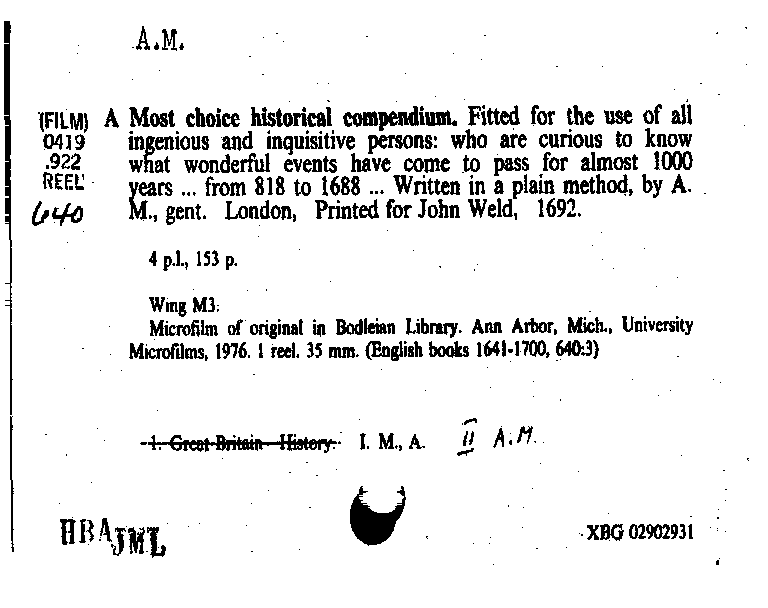 A.M.
(FILM) A Most choice historical compendium. Fitted for the use of all
0419 ingenious and inquisitive persons: who are curious to know
.922 what wonderful events have come to pass for almost 1000
REEL years ... from 818 to 1688 ... Written in a plain method, by A.
640 M., gent. London, Printed for John Weld, 1692.
4 p.l., 153 p.
Wing M3.
Microfilm of original in Bodleian Library. Ann Arbor, Mich., University
Microfilms, 1976. 1 reel. 35 mm. (English books 1641-1700, 640:3)
1. Great Britain--History. I. M., A. II A.M.
HBA JML XBG 02902931